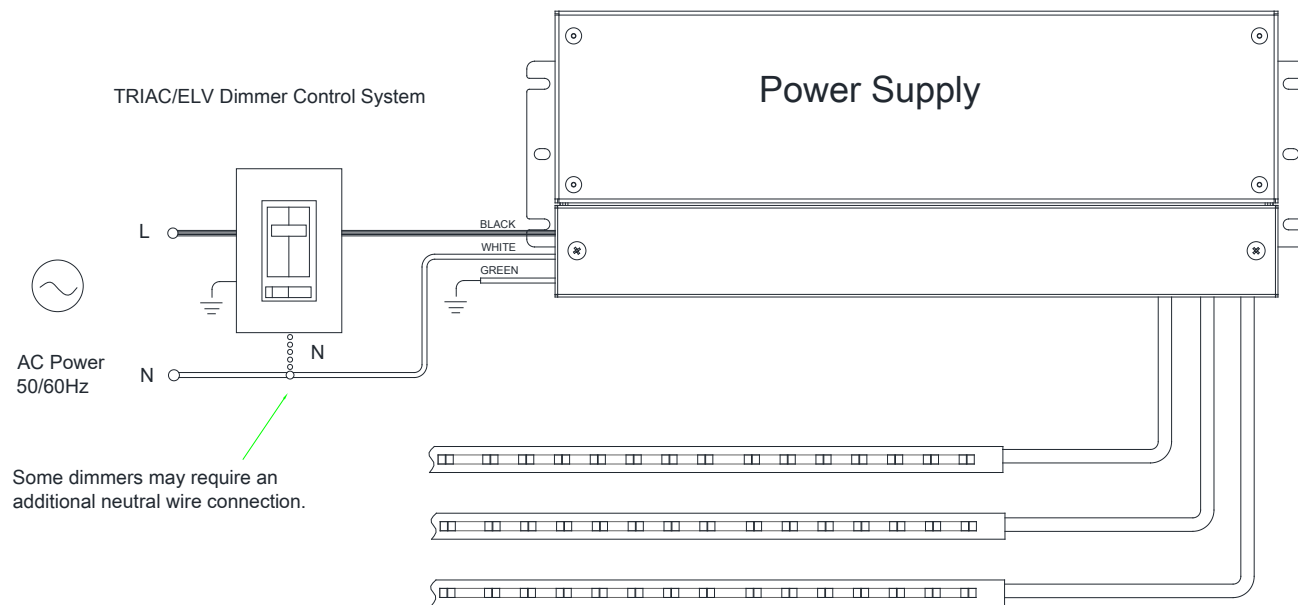 Power Supply
TRIAC/ELV Dimmer Control System
BLACK
L
WHITE
GREEN
N
AC Power
N
50/60Hz
Some dimmers may require an
additional neutral wire connection.